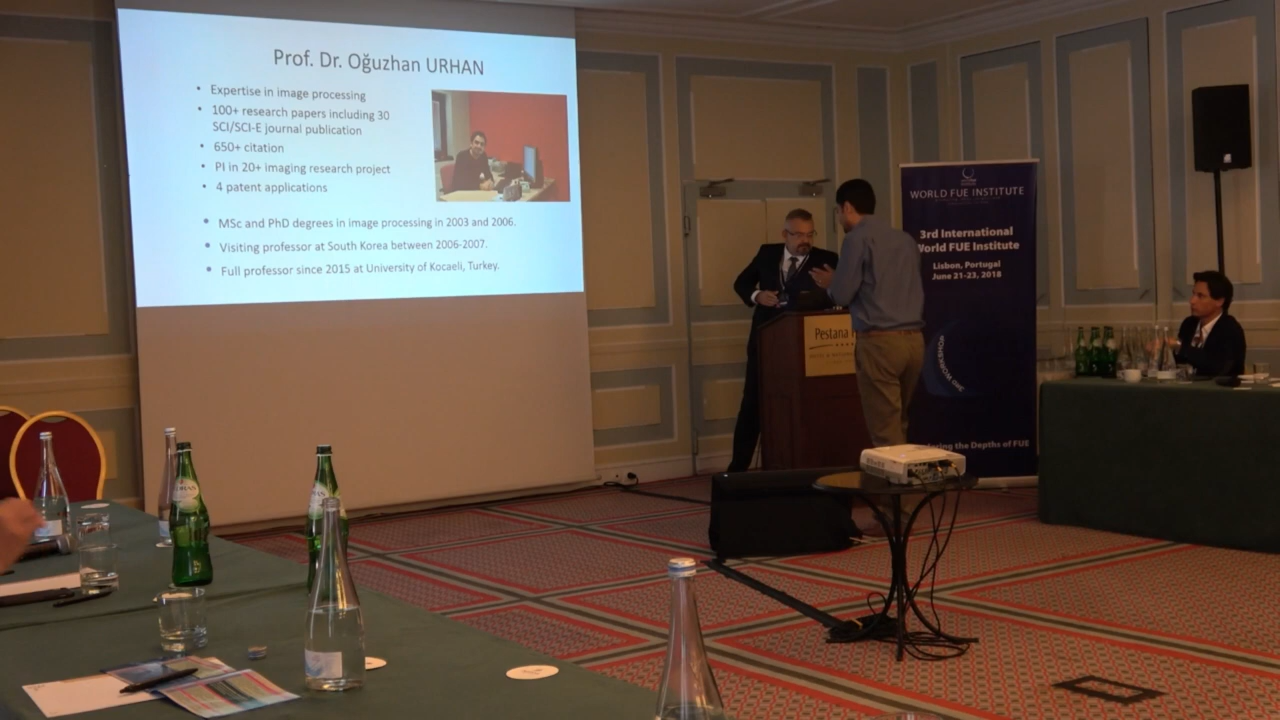 Prof. Dr. Oğuzhan URHAN
• Expertise in image processing
• 100+ research papers including 30
SCI/SCI-E journal publication
• 650+ citation
• PI in 20+ imaging research project
• 4 patent applications
• MSc and PhD degrees in image processing in 2003 and 2006.
• Visiting professor at South Korea between 2006-2007.
• Full professor since 2015 at University of Kocaeli, Turkey.
WORLD FUE INSTITUTE
3rd International
World FUE Institute
Lisbon, Portugal
June 21-23, 2018
WORKSHOP
the Depths of FUE
Pestana